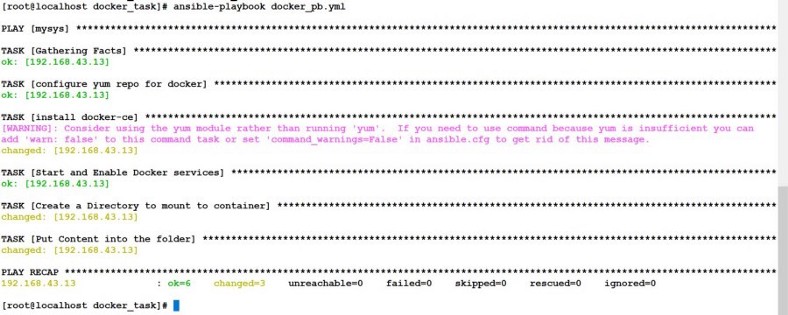 [root@localhost docker_task]# ansible-playbook docker_pb.yml
PLAY [mysys] ***************************************************************************************
TASK [Gathering Facts] *****************************************************************************
ok: [192.168.43.13]
TASK [configure yum repo for docker] ***************************************************************
ok: [192.168.43.13]
TASK [install docker-ce] ***************************************************************************
[WARNING]: Consider using the yum module rather than running 'yum'.  If you need to use command because yum is insufficient you can
add 'warn: false' to this command task or set 'command_warnings=False' in ansible.cfg to get rid of this message.
changed: [192.168.43.13]
TASK [Start and Enable Docker services] ************************************************************
ok: [192.168.43.13]
TASK [Create a Directory to mount to container] ****************************************************
changed: [192.168.43.13]
TASK [Put Content into the folder] *****************************************************************
changed: [192.168.43.13]
PLAY RECAP *****************************************************************************************
192.168.43.13              : ok=6    changed=3    unreachable=0    failed=0    skipped=0    rescued=0    ignored=0
[root@localhost docker_task]#